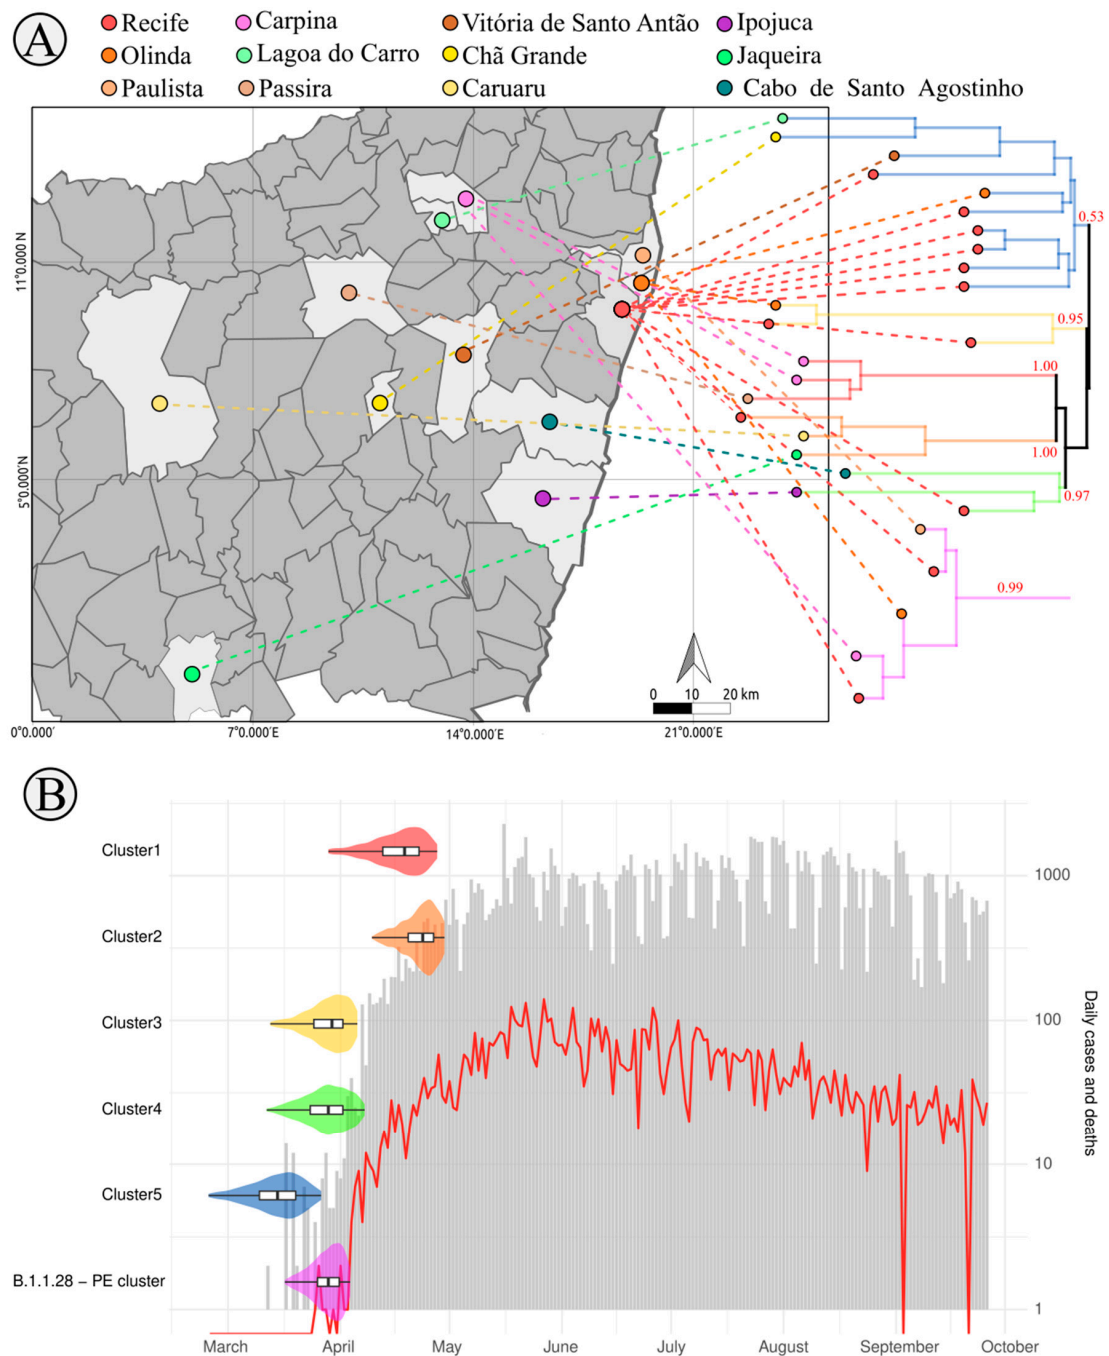 A
Recife Carpina Vitória de Santo Antão Ipojuca
Olinda Lagoa do Carro Chã Grande Jaqueira
Paulista Passira Caruaru Cabo de Santo Agostinho
0.53
11°0.000 N
0.95
1.00
1.00
5°0.000'N
0.97
0.99
0 10 20 km
0°0.000' 7°0.000'E 14°0.000'E 21°0.000'E
B
Cluster1
1000
Cluster2
Cluster3
100
Cluster4
10
Cluster5
B.1.1.28 – PE cluster
1
Daily cases and deaths
March April May June July August September October